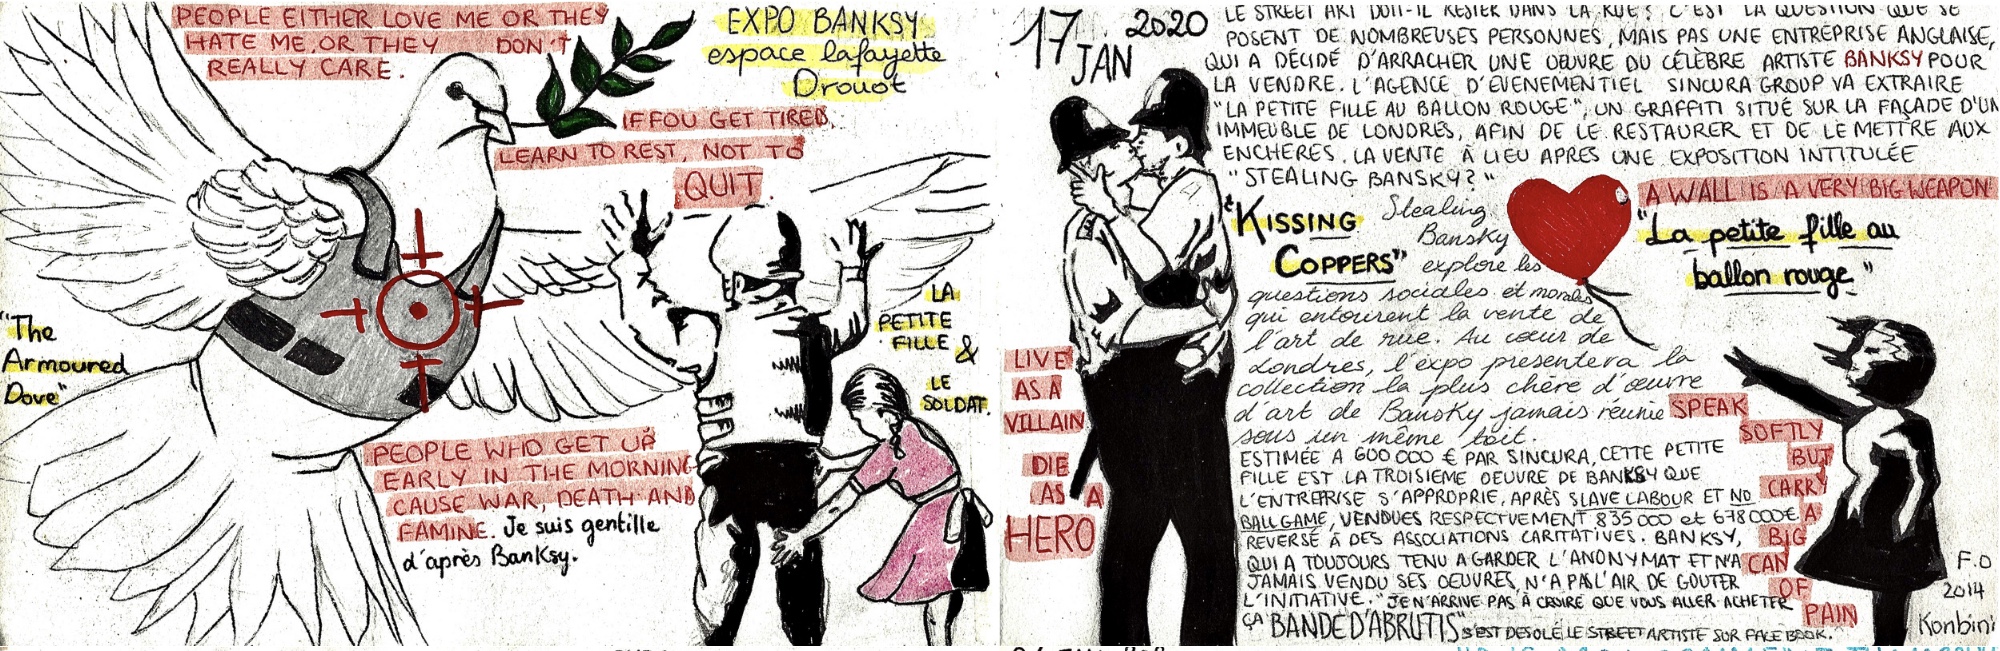 PEOPLE EITHER LOVE ME OR THEY
HATE ME, OR THEY DON'T
REALLY CARE.
EXPO BANKSY
espace lafayette
Drouot
IF FOU GET TIRED,
LEARN TO REST, NOT TO
QUIT.
"The
Armoured
Dove"
LA
PETITE
FILLE &
LE
SOLDAT.
PEOPLE WHO GET UP
EARLY IN THE MORNING
CAUSE WAR, DEATH AND
FAMINE. Je suis gentille
d'après Banksy.
17 JAN 2020
LE STREET ART DOIT-IL RESTER DANS LA RUE? C'EST LA QUESTION QUE SE
POSENT DE NOMBREUSES PERSONNES, MAIS PAS UNE ENTREPRISE ANGLAISE,
QUI A DÉCIDÉ D'ARRACHER UNE ŒUVRE DU CÉLÈBRE ARTISTE BANKSY POUR
LA VENDRE. L'AGENCE D'ÉVENEMENTIEL SINCURA GROUP VA EXTRAIRE
"LA PETITE FILLE AU BALLON ROUGE", UN GRAFFITI SITUÉ SUR LA FAÇADE D'UN
IMMEUBLE DE LONDRES, AFIN DE LE RESTAURER ET DE LE METTRE AUX
ENCHÈRES. LA VENTE À LIEU APRES UNE EXPOSITION INTITULÉE
"STEALING BANSKY?"
"KISSING
COPPERS"
Stealing
Bansky
explore les
questions sociales et morales
qui entourent la vente de
l'art de rue. Au cœur de
Londres, l'expo presentera la
collection la plus chère d'œuvre
d'art de Bansky jamais réunie
sous un même toit.
A WALL IS A VERY BIG WEAPON
"La petite fille au
ballon rouge"
LIVE
AS A
VILLAIN
DIE
AS A
HERO
ESTIMÉE A 600 000 € PAR SINCURA, CETTE PETITE
FILLE EST LA TROISIEME OEUVRE DE BANKSY QUE
L'ENTREPRISE S'APPROPRIE, APRÈS SLAVE LABOUR ET NO
BALL GAME, VENDUES RESPECTVEMENT 835 000 et 678 000€
REVERSÉ À DES ASSOCIATIONS CARITATIVES. BANKSY,
QUI A TOUJOURS TENU A GARDER L'ANONYMAT ET N'A
JAMAIS VENDU SES OEUVRES, N'A PAS L'AIR DE GOUTER
L'INITIATIVE. "JE N'ARRIVE PAS À CROIRE QUE VOUS ALLER ACHETER
ÇA BANDE D'ABRUTIS" S'EST DESOLÉ LE STREET ARTISTE SUR FACEBOOK.
SPEAK
SOFTLY
BUT
CARRY
A
BIG
CAN
OF
PAIN
F.O
2014
Konbini